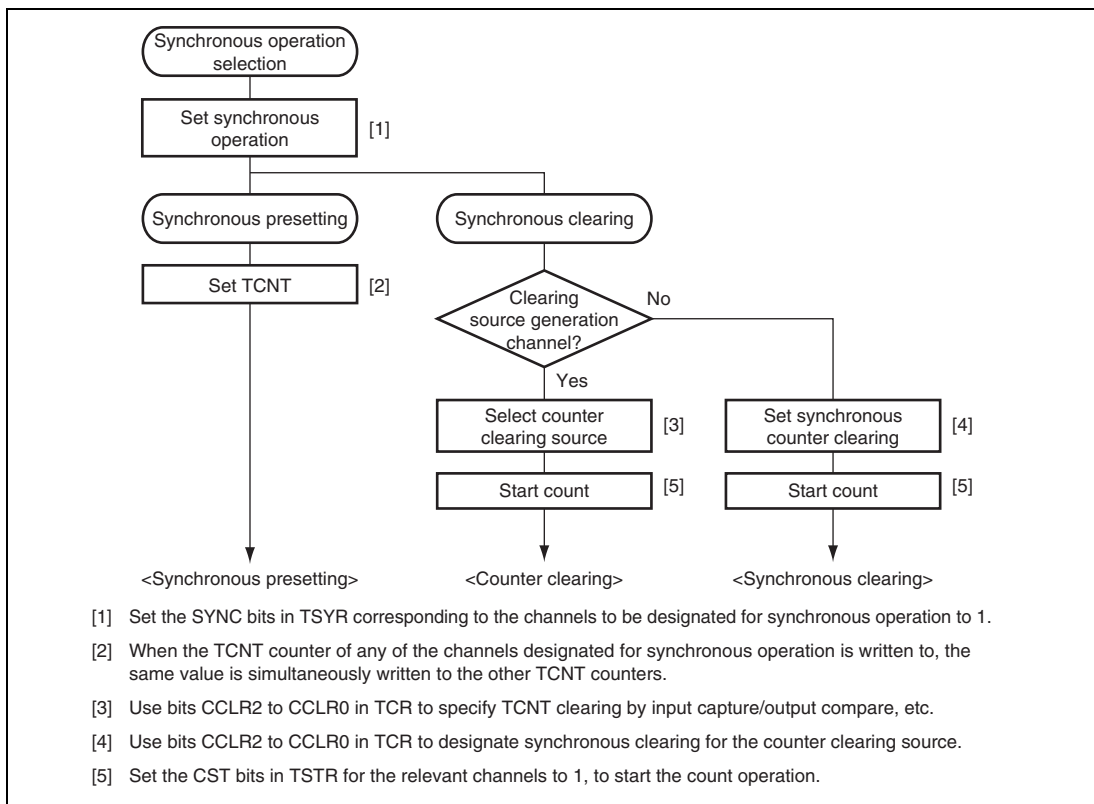 Synchronous operation
selection
Set synchronous
operation
[1]
Synchronous presetting
Synchronous clearing
Set TCNT
[2]
Clearing
source generation
channel?
No
Yes
Select counter
clearing source
[3]
Set synchronous
counter clearing
[4]
Start count
[5]
Start count
[5]
<Synchronous presetting>
<Counter clearing>
<Synchronous clearing>
[1] Set the SYNC bits in TSYR corresponding to the channels to be designated for synchronous operation to 1.
[2] When the TCNT counter of any of the channels designated for synchronous operation is written to, the
same value is simultaneously written to the other TCNT counters.
[3] Use bits CCLR2 to CCLR0 in TCR to specify TCNT clearing by input capture/output compare, etc.
[4] Use bits CCLR2 to CCLR0 in TCR to designate synchronous clearing for the counter clearing source.
[5] Set the CST bits in TSTR for the relevant channels to 1, to start the count operation.